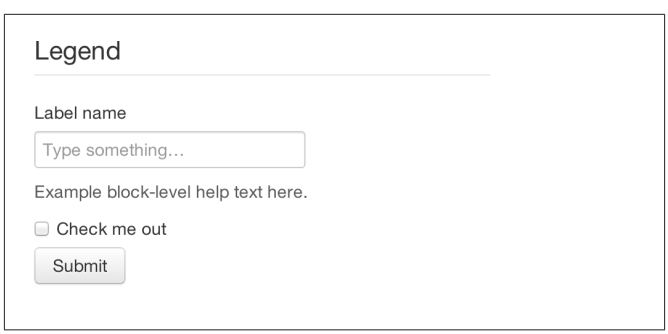 Legend
Label name
Type something…
Example block-level help text here.
Check me out
Submit